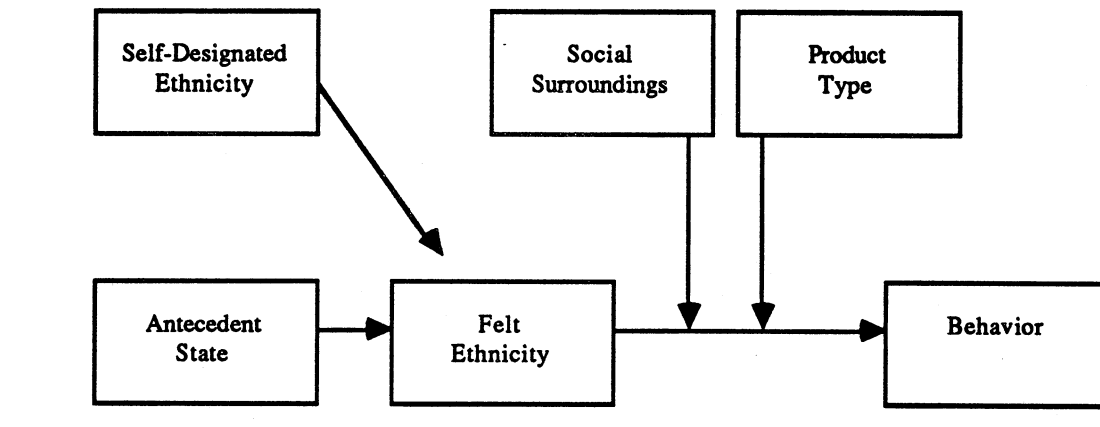 Self-Designated
Ethnicity
Social
Surroundings
Product
Type
Antecedent
State
Felt
Ethnicity
Behavior